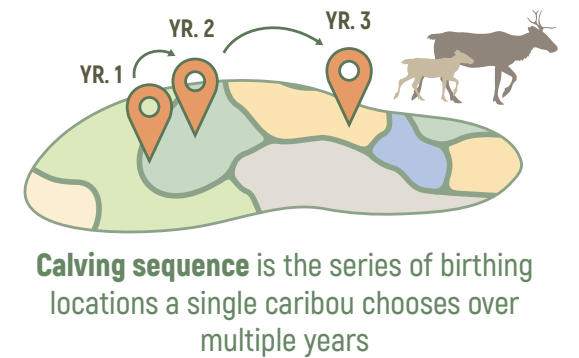 YR. 1
YR. 2
YR. 3
Calving sequence is the series of birthing
locations a single caribou chooses over
multiple years